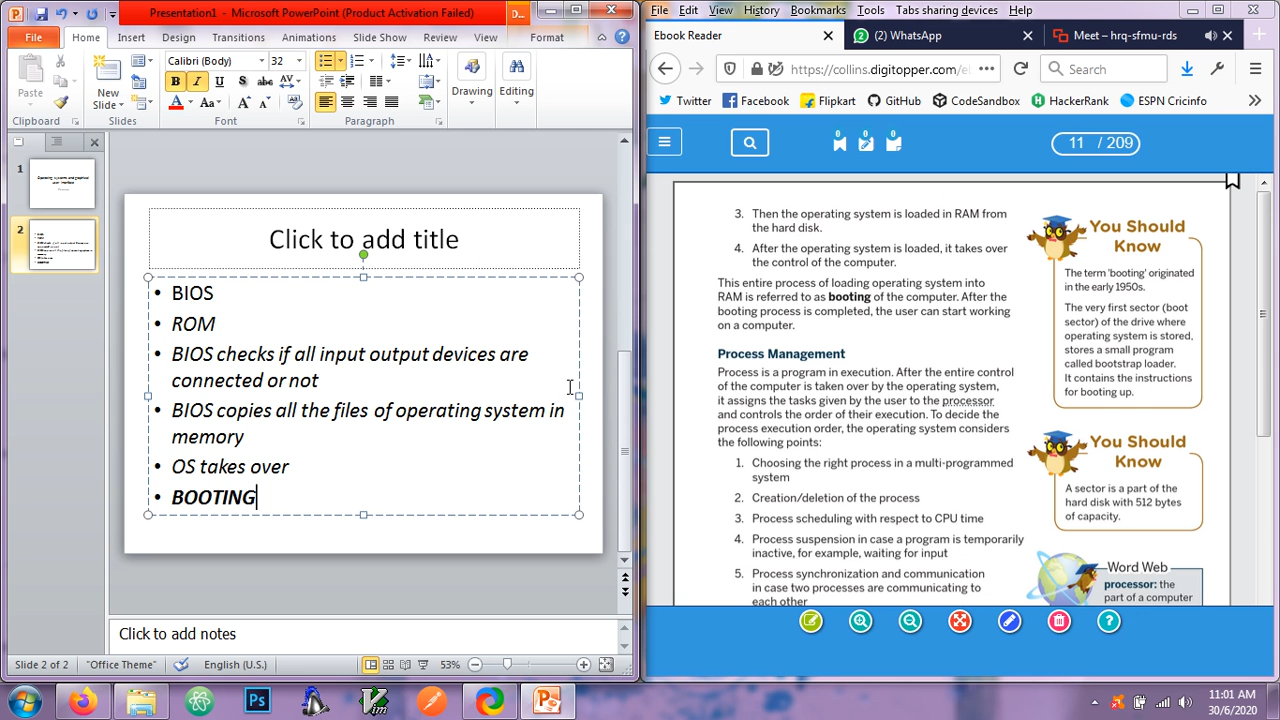 Presentation1 - Microsoft PowerPoint (Product Activation Failed)
D...
File Home Insert Design Transitions Animations Slide Show Review View Format
Paste
New
Slide
Calibri (Body) 32
B I U S abc AV
A Aa A A
Drawing
Editing
Clipboard Slides Font Paragraph
1
2
Click to add title
• BIOS
• ROM
• BIOS checks if all input output devices are
connected or not
• BIOS copies all the files of operating system in
memory
• OS takes over
• BOOTING
Click to add notes
Slide 2 of 2 "Office Theme" English (U.S.) 53%
File Edit View History Bookmarks Tools Tabs sharing devices Help
Ebook Reader
(2) WhatsApp
Meet – hrq-sfmu-rds
https://collins.digitopper.com/e
Search
Twitter Facebook Flipkart GitHub CodeSandbox HackerRank ESPN Cricinfo
0 0 0
11 / 209
3. Then the operating system is loaded in RAM from
the hard disk.
4. After the operating system is loaded, it takes over
the control of the computer.
This entire process of loading operating system into
RAM is referred to as booting of the computer. After the
booting process is completed, the user can start working
on a computer.
Process Management
Process is a program in execution. After the entire control
of the computer is taken over by the operating system,
it assigns the tasks given by the user to the processor
and controls the order of their execution. To decide the
process execution order, the operating system considers
the following points:
1. Choosing the right process in a multi-programmed
system
2. Creation/deletion of the process
3. Process scheduling with respect to CPU time
4. Process suspension in case a program is temporarily
inactive, for example, waiting for input
5. Process synchronization and communication
in case two processes are communicating to
each other
You Should
Know
The term 'booting' originated
in the early 1950s.
The very first sector (boot
sector) of the drive where
operating system is stored,
stores a small program
called bootstrap loader.
It contains the instructions
for booting up.
You Should
Know
A sector is a part of the
hard disk with 512 bytes
of capacity.
Word Web
processor: the
part of a computer
Ps
11:01 AM
30/6/2020